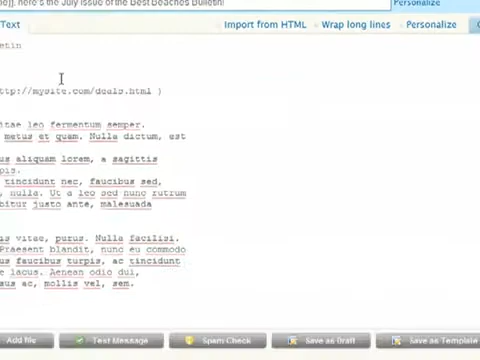 e]], here's the July issue of the Best Beaches Bulletin!
Personalize
Text
Import from HTML
Wrap long lines
Personalize
etin
ttp://mysite.com/deals.html )
itae leo fermentum semper.
metus et quam. Nulla dictum, est
us aliquam lorem, a sagittis
pis.
tincidunt nec, faucibus sed,
, nulla. Ut a leo sed nunc rutrum
bitur justo ante, malesuada
is vitae, purus. Nulla facilisi.
Praesent blandit, nunc eu commodo
us faucibus turpis, ac tincidunt
e lacus. Aenean odio dui,
sus ac, mollis vel, sem.
Add file
Test Message
Spam Check
Save as Draft
Save as Template